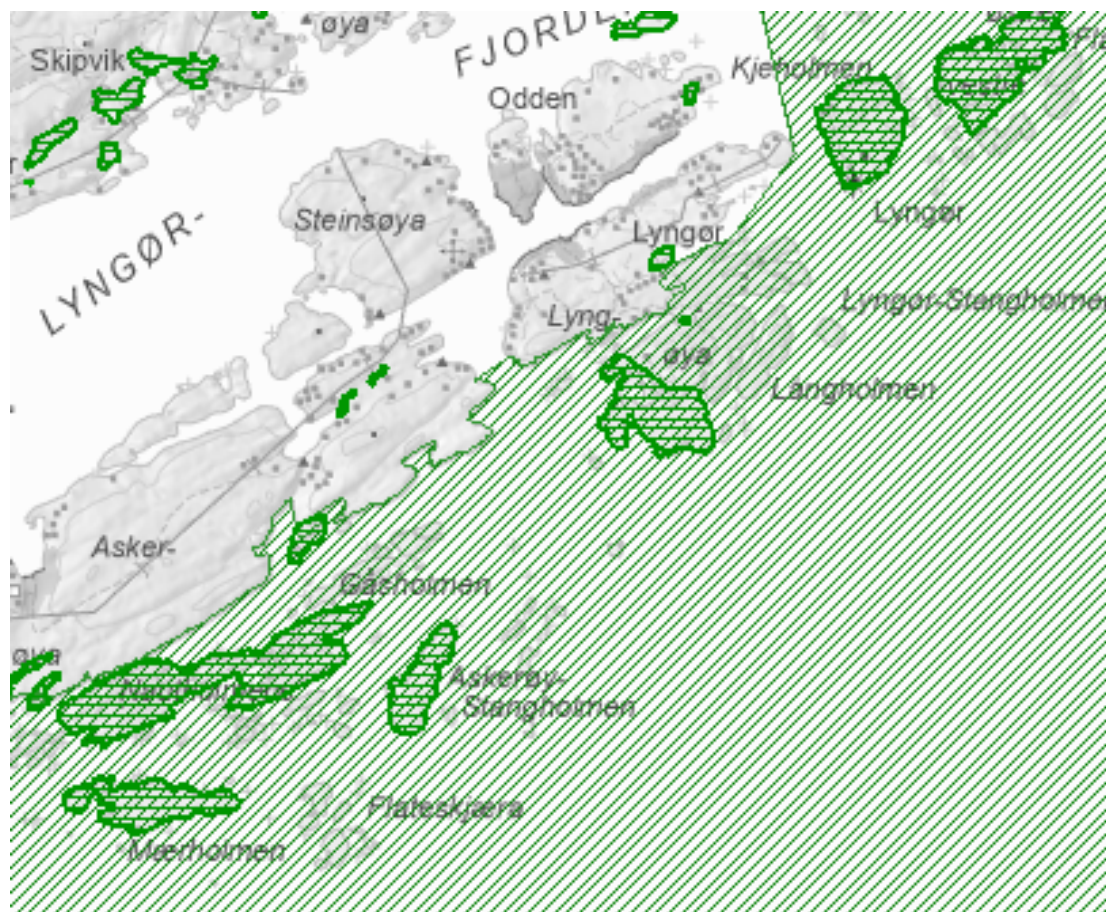 øya
FJORDE
Skipvik
Kjeholmen
Odden
Steinsøya
Lyngør
Lyngør
LYNGØR-
Lyngør-Stangholmen
Lyng-
øya
Langholmen
Asker-
Gåsholmen
øya
Askerøy-
Stangholmen
Plateskjæra
Mærholmen